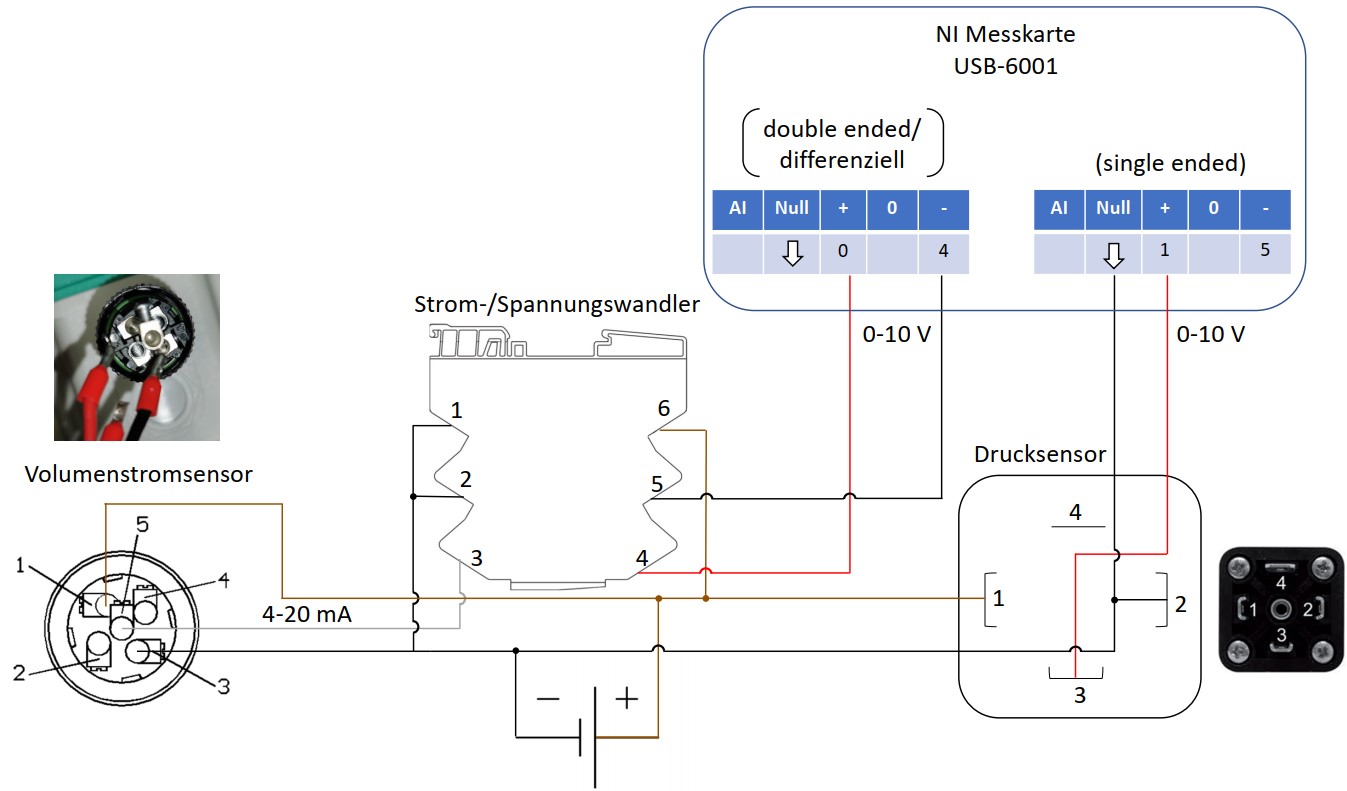 NI Messkarte
USB-6001
double ended/
differenziell
(single ended)
AI Null + 0 -
0 4
AI Null + 0 -
1 5
Strom-/Spannungswandler
0-10 V
0-10 V
1
6
2
5
3
4
Volumenstromsensor
5
1
4
4-20 mA
2
3
Drucksensor
4
1
2
3
4
1
2
3
− +